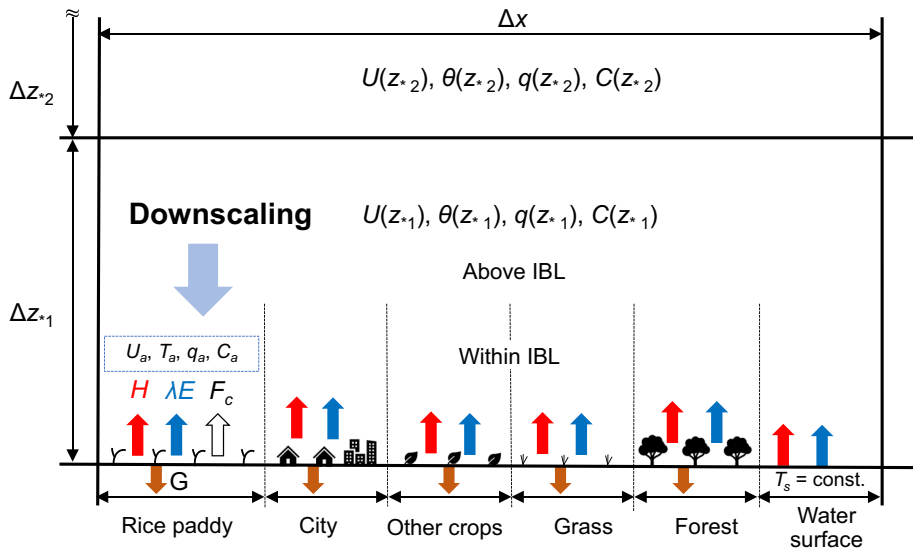 Δx
Δz*2
U(z*2), θ(z*2), q(z*2), C(z*2)
Downscaling
U(z*1), θ(z*1), q(z*1), C(z*1)
Above IBL
Δz*1
Within IBL
Ua, Ta, qa, Ca
H λE Fc
G
Ts = const.
Rice paddy City Other crops Grass Forest Water surface